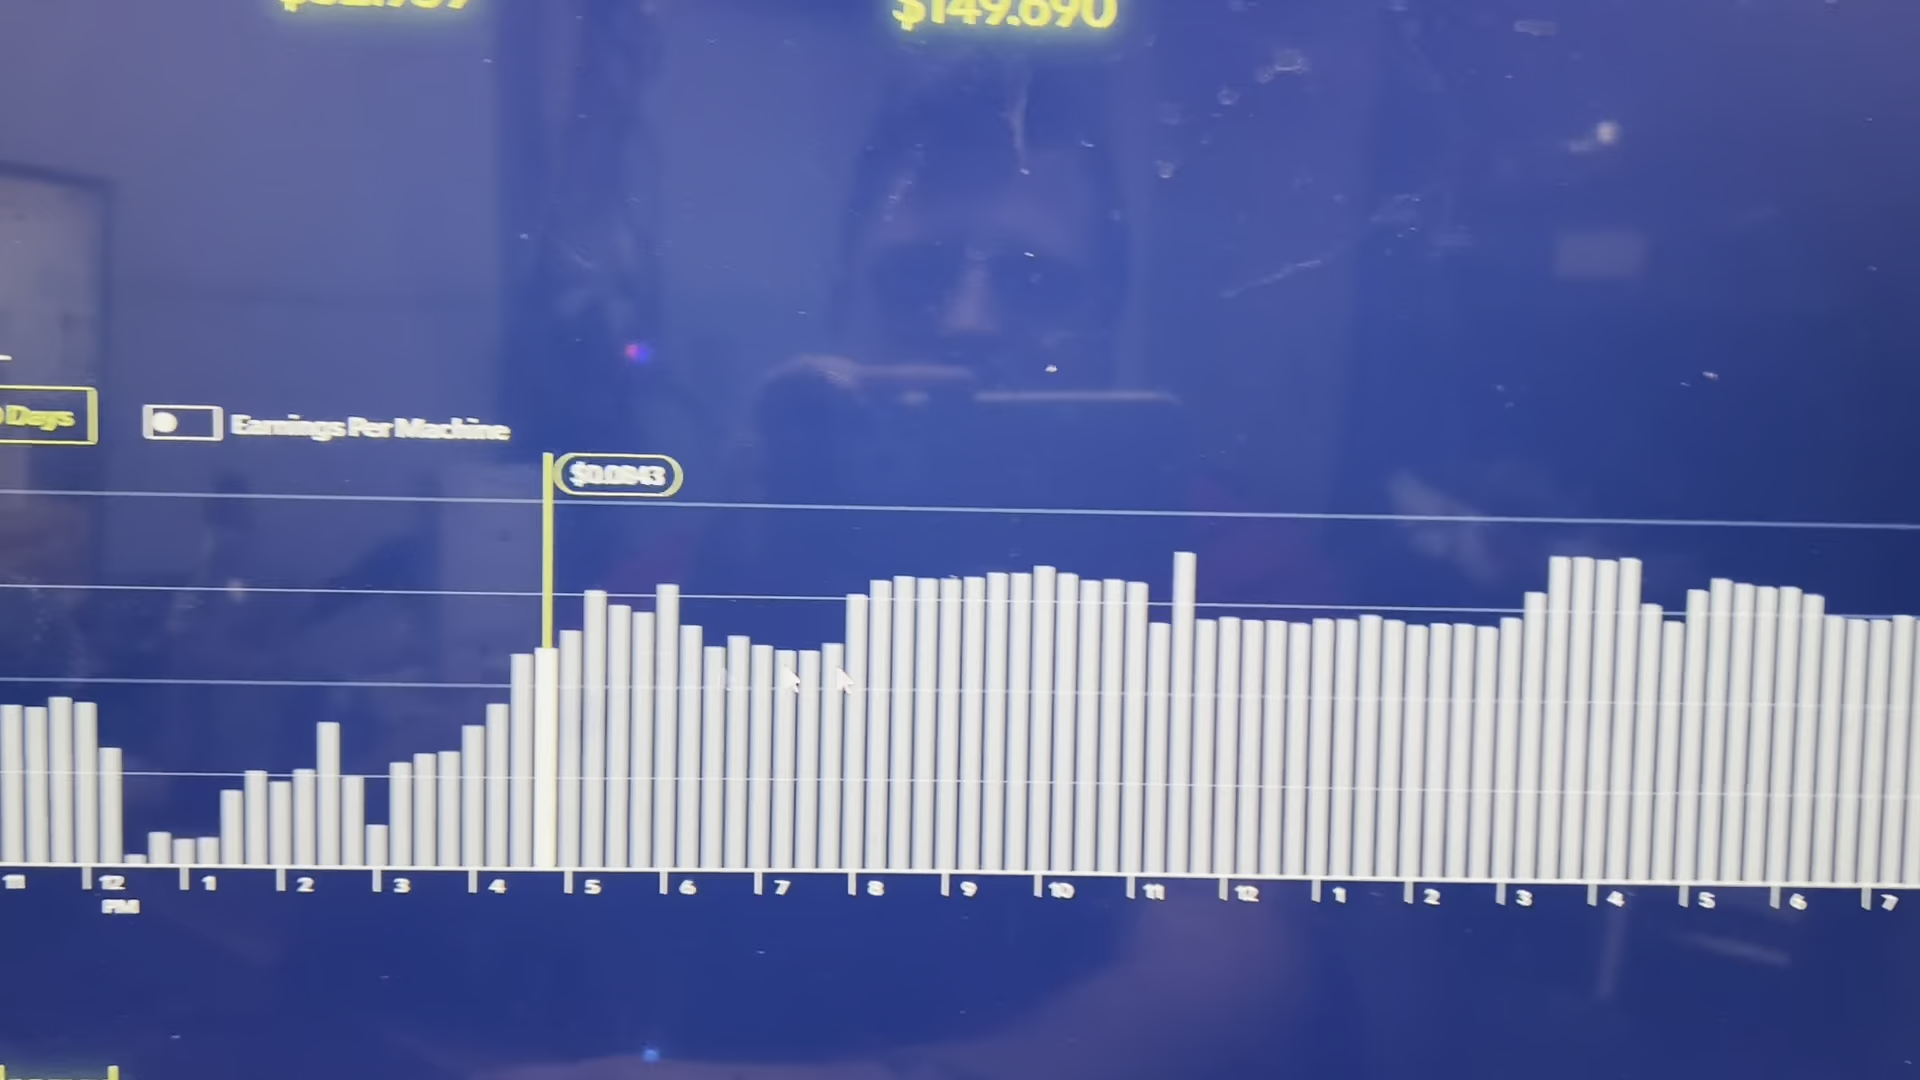 $149.690
Days
Earnings Per Machine
$0.0843
11 12 1 2 3 4 5 6 7 8 9 10 11 12 1 2 3 4 5 6 7
PM